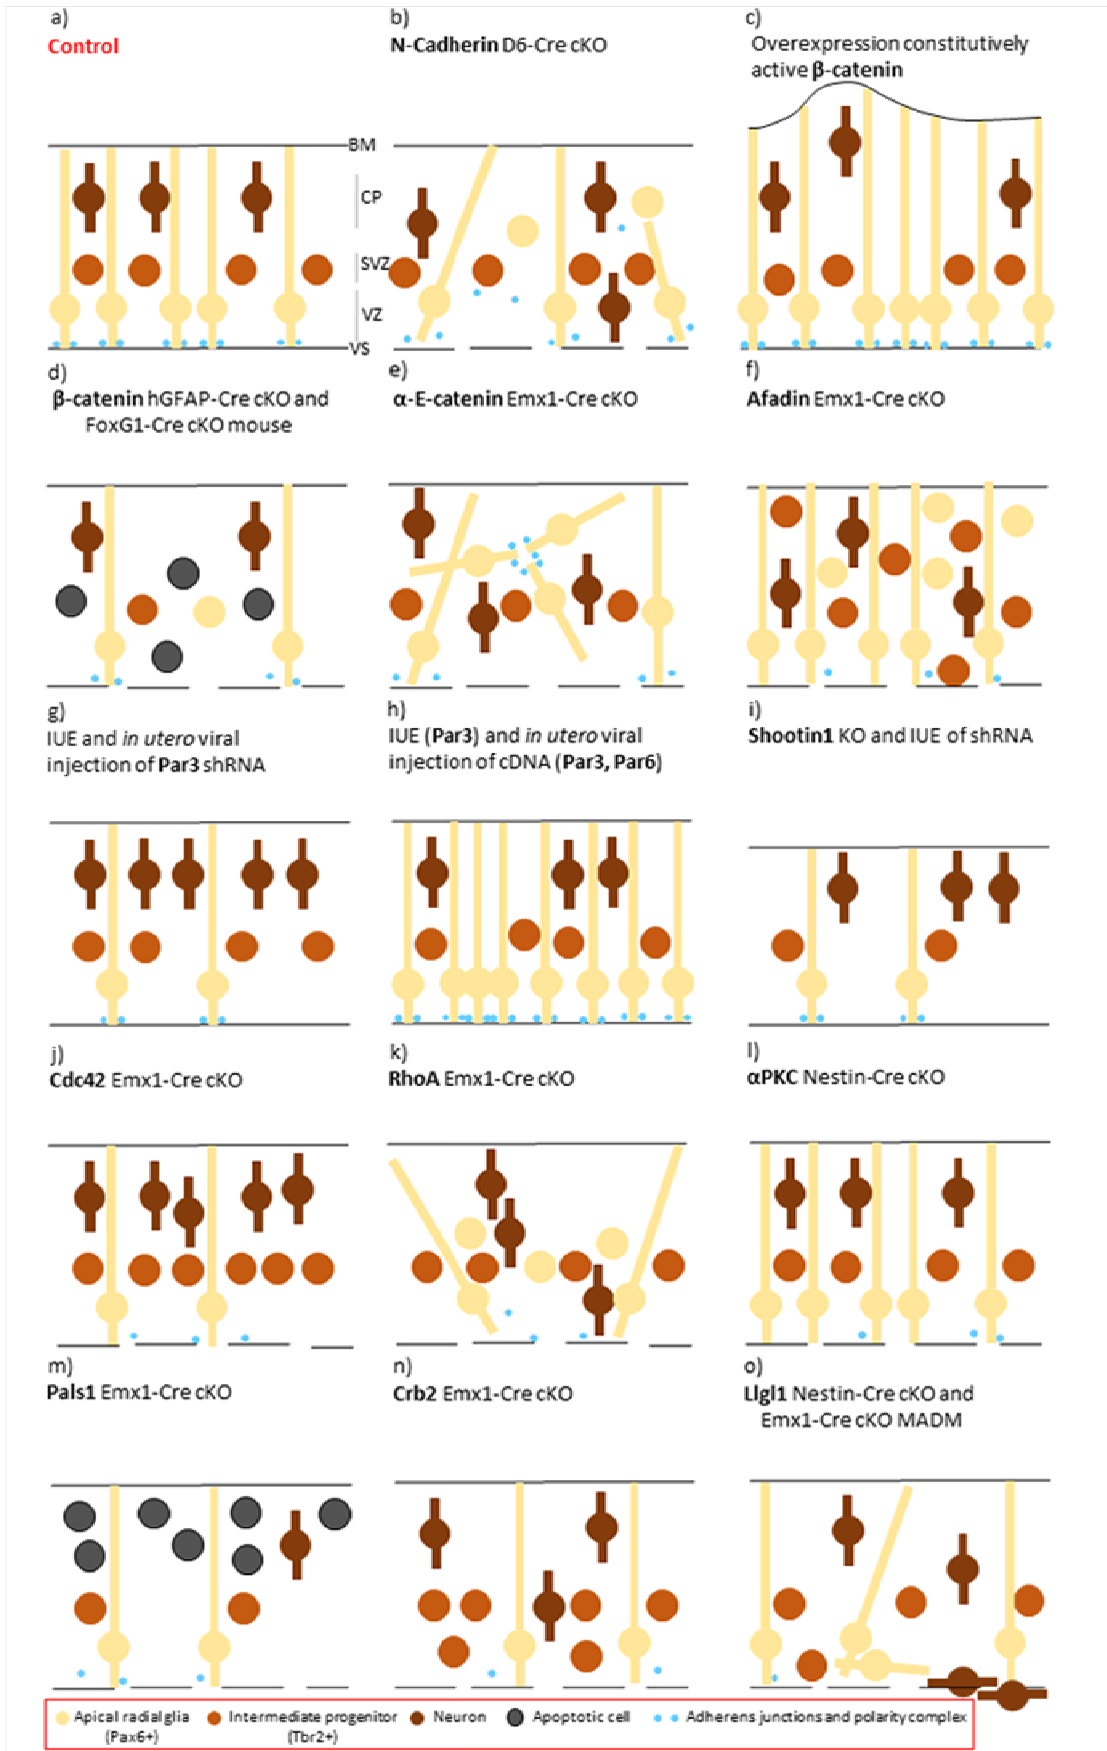 a)
Control
b)
N-Cadherin D6-Cre cKO
c)
Overexpression constitutively
active β-catenin
BM
CP
SVZ
VZ
VS
d)
β-catenin hGFAP-Cre cKO and
FoxG1-Cre cKO mouse
e)
α-E-catenin Emx1-Cre cKO
f)
Afadin Emx1-Cre cKO
g)
IUE and in utero viral
injection of Par3 shRNA
h)
IUE (Par3) and in utero viral
injection of cDNA (Par3, Par6)
i)
Shootin1 KO and IUE of shRNA
j)
Cdc42 Emx1-Cre cKO
k)
RhoA Emx1-Cre cKO
l)
αPKC Nestin-Cre cKO
m)
Pals1 Emx1-Cre cKO
n)
Crb2 Emx1-Cre cKO
o)
Llgl1 Nestin-Cre cKO and
Emx1-Cre cKO MADM
Apical radial glia
(Pax6+)
Intermediate progenitor
(Tbr2+)
Neuron
Apoptotic cell
Adherens junctions and polarity complex